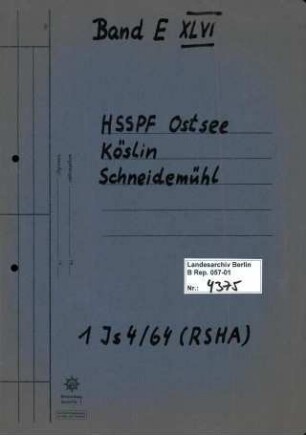 Band E XLVI
HSSPF Ostsee
Köslin
Schneidemühl
Landesarchiv Berlin
B Rep. 057-01
Nr.: 4375
1 Js 4/64 (RSHA)